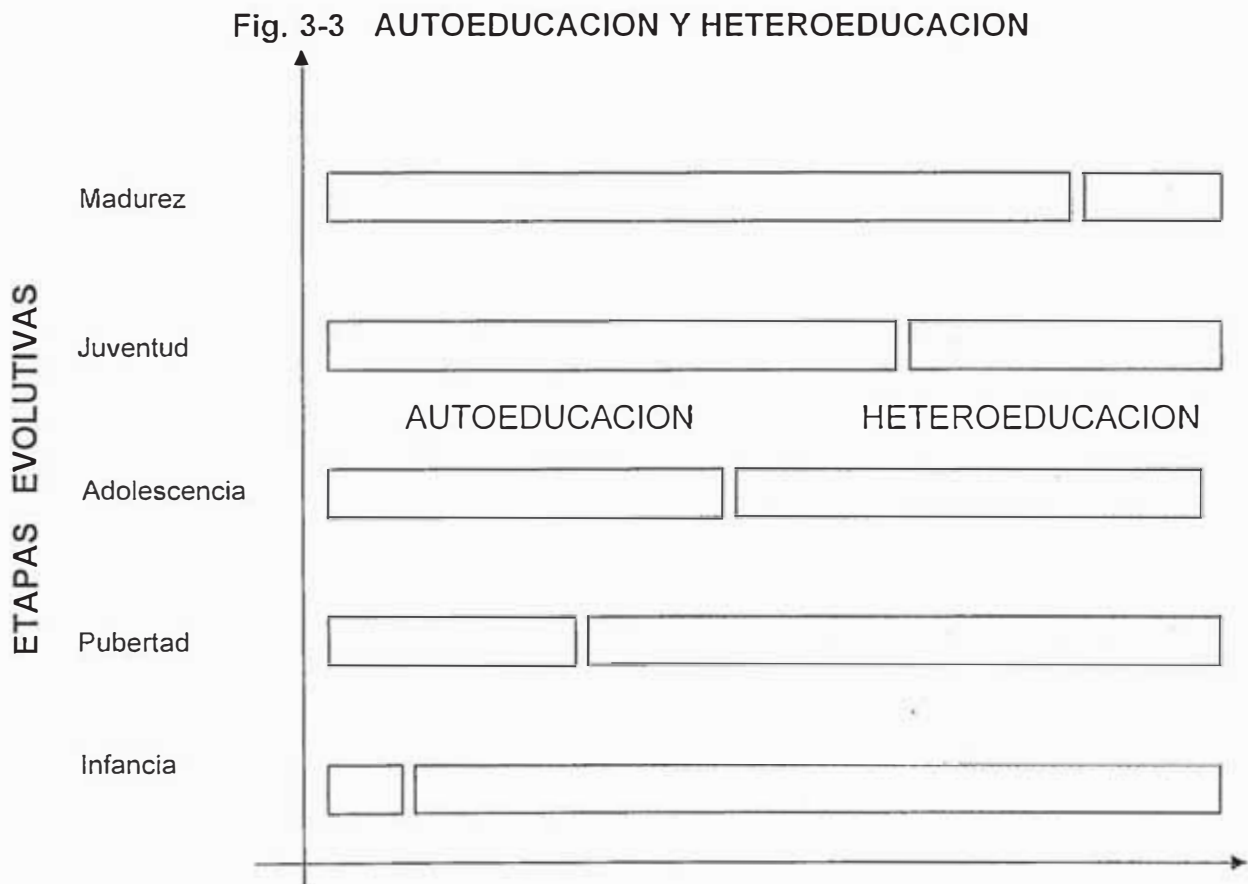 Fig. 3-3 AUTOEDUCACION Y HETEROEDUCACION
ETAPAS EVOLUTIVAS
Madurez
Juventud
AUTOEDUCACION HETEROEDUCACION
Adolescencia
Pubertad
Infancia